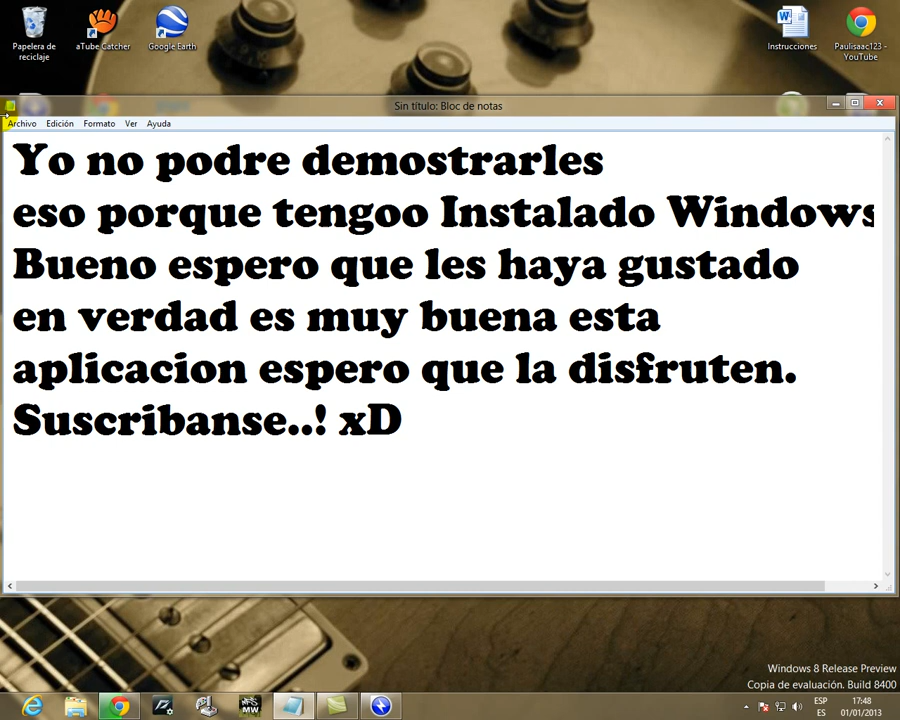 Papelera de reciclaje
aTube Catcher
Google Earth
Instrucciones
Paulisaac123 - YouTube
Sin título: Bloc de notas
Archivo Edición Formato Ver Ayuda
Yo no podre demostrarles
eso porque tengoo Instalado Windows
Bueno espero que les haya gustado
en verdad es muy buena esta
aplicacion espero que la disfruten.
Suscribanse..! xD
Windows 8 Release Preview
Copia de evaluación. Build 8400
ESP
ES
17:48
01/01/2013